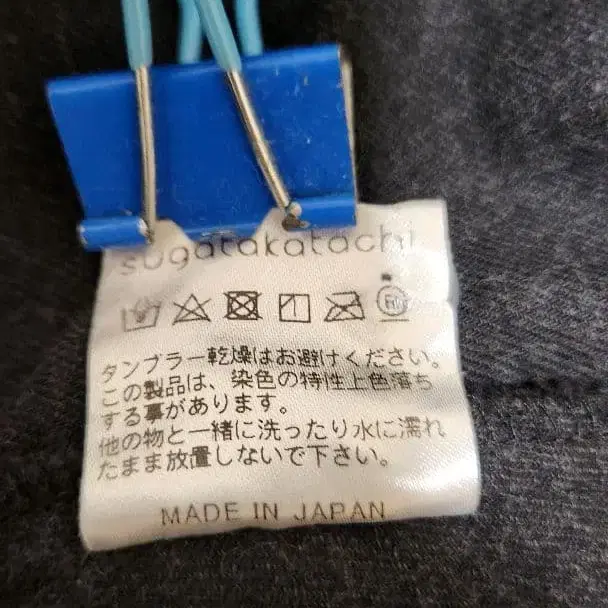 sugatakatachi
タンブラー乾燥はお避けください。
この製品は、染色の特性上色落ち
する事があります。
他の物と一緒に洗ったり水に濡れ
たまま放置しないで下さい。
MADE IN JAPAN